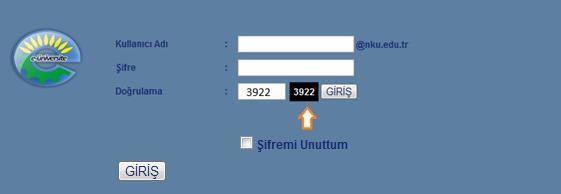 e-üniversite
Kullanıcı Adı : @nku.edu.tr
Şifre :
Doğrulama : 3922 3922 GİRİŞ
Şifremi Unuttum
GİRİŞ